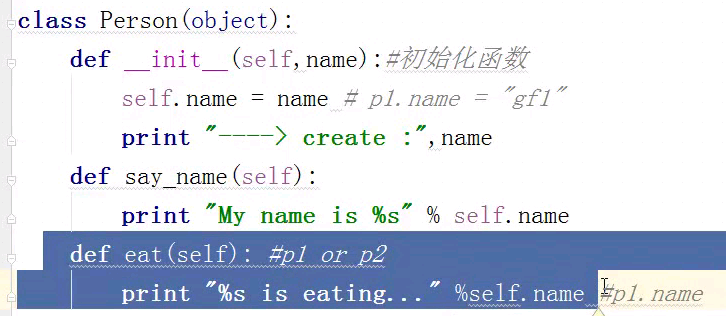 class Person(object):
    def __init__(self,name):#初始化函数
        self.name = name # p1.name = "gf1"
        print "----> create :",name
    def say_name(self):
        print "My name is %s" % self.name
    def eat(self): #p1 or p2
        print "%s is eating..." %self.name #p1.name